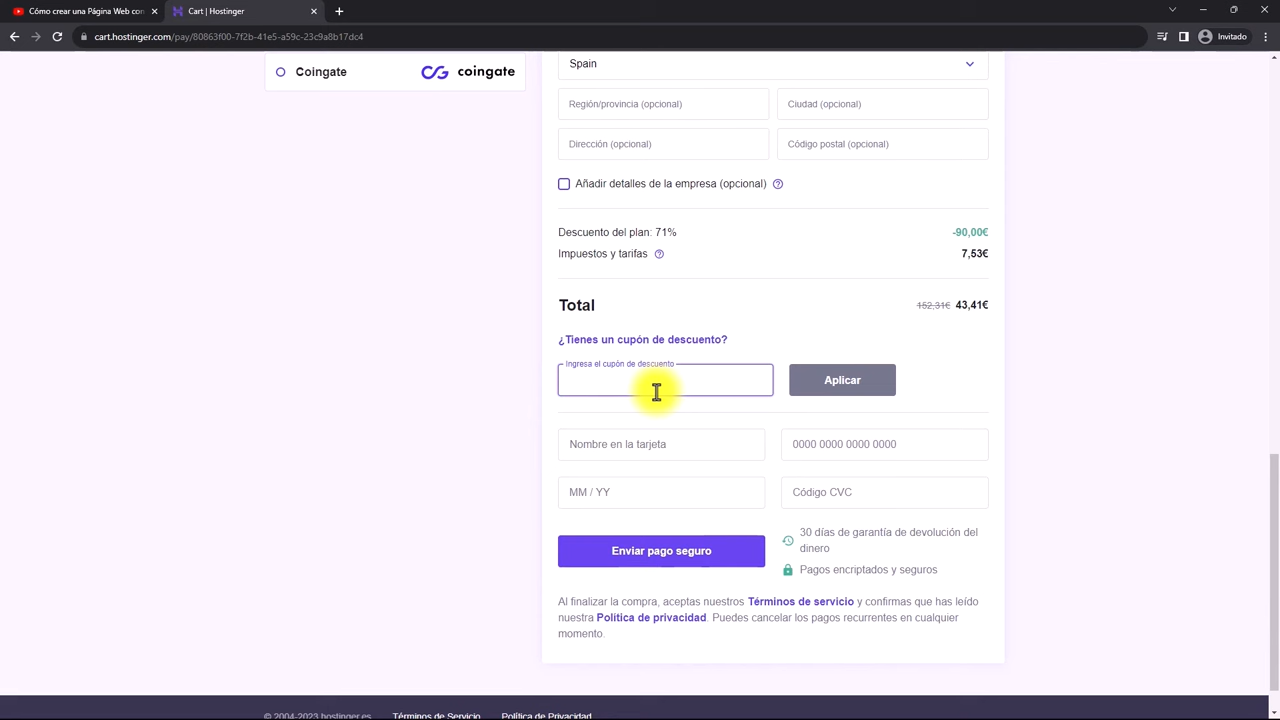 Cómo crear una Página Web con
Cart | Hostinger
cart.hostinger.com/pay/80863f00-7f2b-41e5-a59c-23c9a8b17dc4
Invitado
Coingate
coingate
Spain
Región/provincia (opcional)
Ciudad (opcional)
Dirección (opcional)
Código postal (opcional)
Añadir detalles de la empresa (opcional)
Descuento del plan: 71%
-90,00€
Impuestos y tarifas
7,53€
Total
152,31€ 43,41€
¿Tienes un cupón de descuento?
Ingresa el cupón de descuento
Aplicar
Nombre en la tarjeta
0000 0000 0000 0000
MM / YY
Código CVC
Enviar pago seguro
30 días de garantía de devolución del
dinero
Pagos encriptados y seguros
Al finalizar la compra, aceptas nuestros Términos de servicio y confirmas que has leído
nuestra Política de privacidad. Puedes cancelar los pagos recurrentes en cualquier
momento.
© 2004-2023 hostinger.es
Términos de Servicio
Política de Privacidad